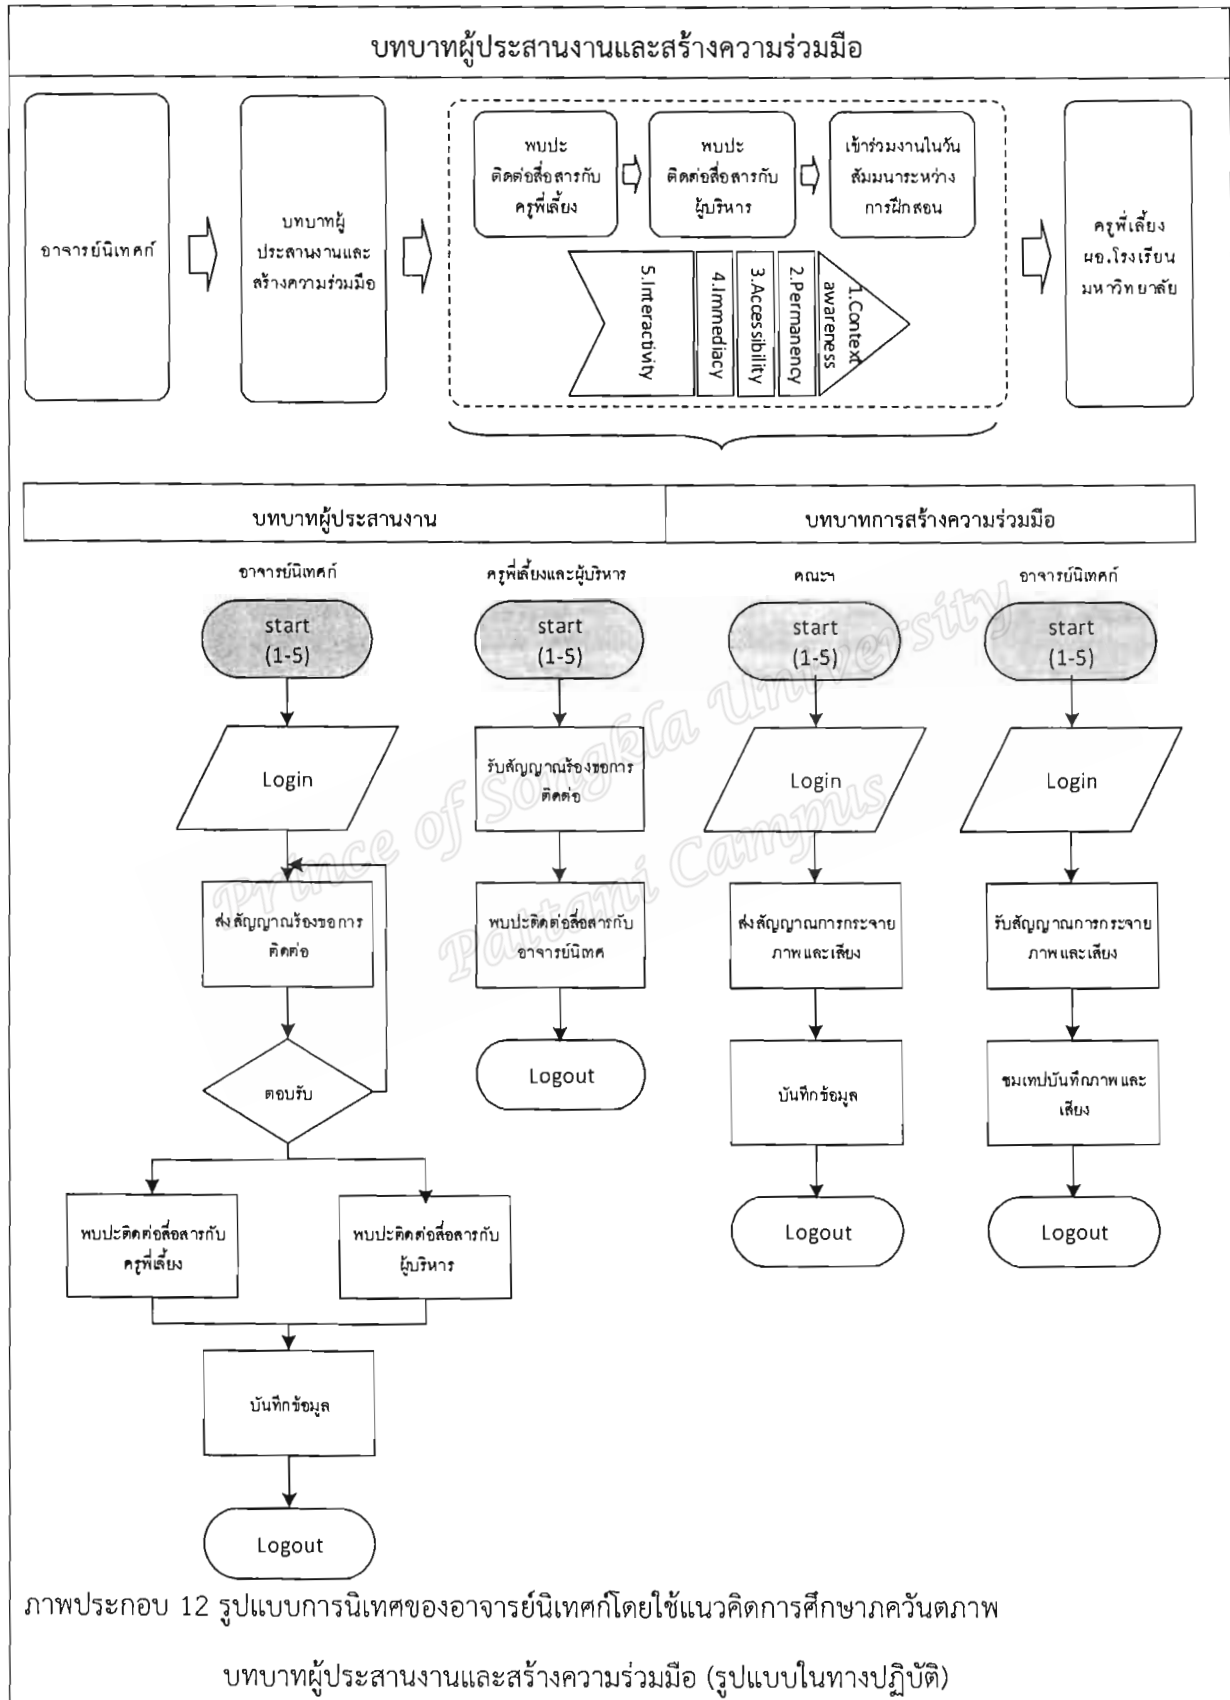 บทบาทผู้ประสานงานและสร้างความร่วมมือ
อาจารย์นิเทศก์
บทบาทผู้
ประสานงานและ
สร้างความร่วมมือ
พบปะ
ติดต่อสื่อสารกับ
ครูพี่เลี้ยง
พบปะ
ติดต่อสื่อสารกับ
ผู้บริหาร
เข้าร่วมงานในวัน
สัมมนาระหว่าง
การฝึกสอน
5.Interactivity
4.Immediacy
3.Accessibility
2.Permanency
1.Context
awareness
ครูพี่เลี้ยง
ผอ.โรงเรียน
มหาวิทยาลัย
บทบาทผู้ประสานงาน
บทบาทการสร้างความร่วมมือ
อาจารย์นิเทศก์
start
(1-5)
Login
ส่งสัญญาณร้องขอการ
ติดต่อ
ตอบรับ
พบปะติดต่อสื่อสารกับ
ครูพี่เลี้ยง
พบปะติดต่อสื่อสารกับ
ผู้บริหาร
บันทึกข้อมูล
Logout
ครูพี่เลี้ยงและผู้บริหาร
start
(1-5)
รับสัญญาณร้องขอการ
ติดต่อ
พบปะติดต่อสื่อสารกับ
อาจารย์นิเทศ
Logout
คณะฯ
start
(1-5)
Login
ส่งสัญญาณการกระจาย
ภาพและเสียง
บันทึกข้อมูล
Logout
อาจารย์นิเทศก์
start
(1-5)
Login
รับสัญญาณการกระจาย
ภาพและเสียง
ชมเทปบันทึกภาพและ
เสียง
Logout
Prince of Songkla University
Pattani Campus
ภาพประกอบ 12 รูปแบบการนิเทศของอาจารย์นิเทศก์โดยใช้แนวคิดการศึกษาภควันตภาพ
บทบาทผู้ประสานงานและสร้างความร่วมมือ (รูปแบบในทางปฏิบัติ)